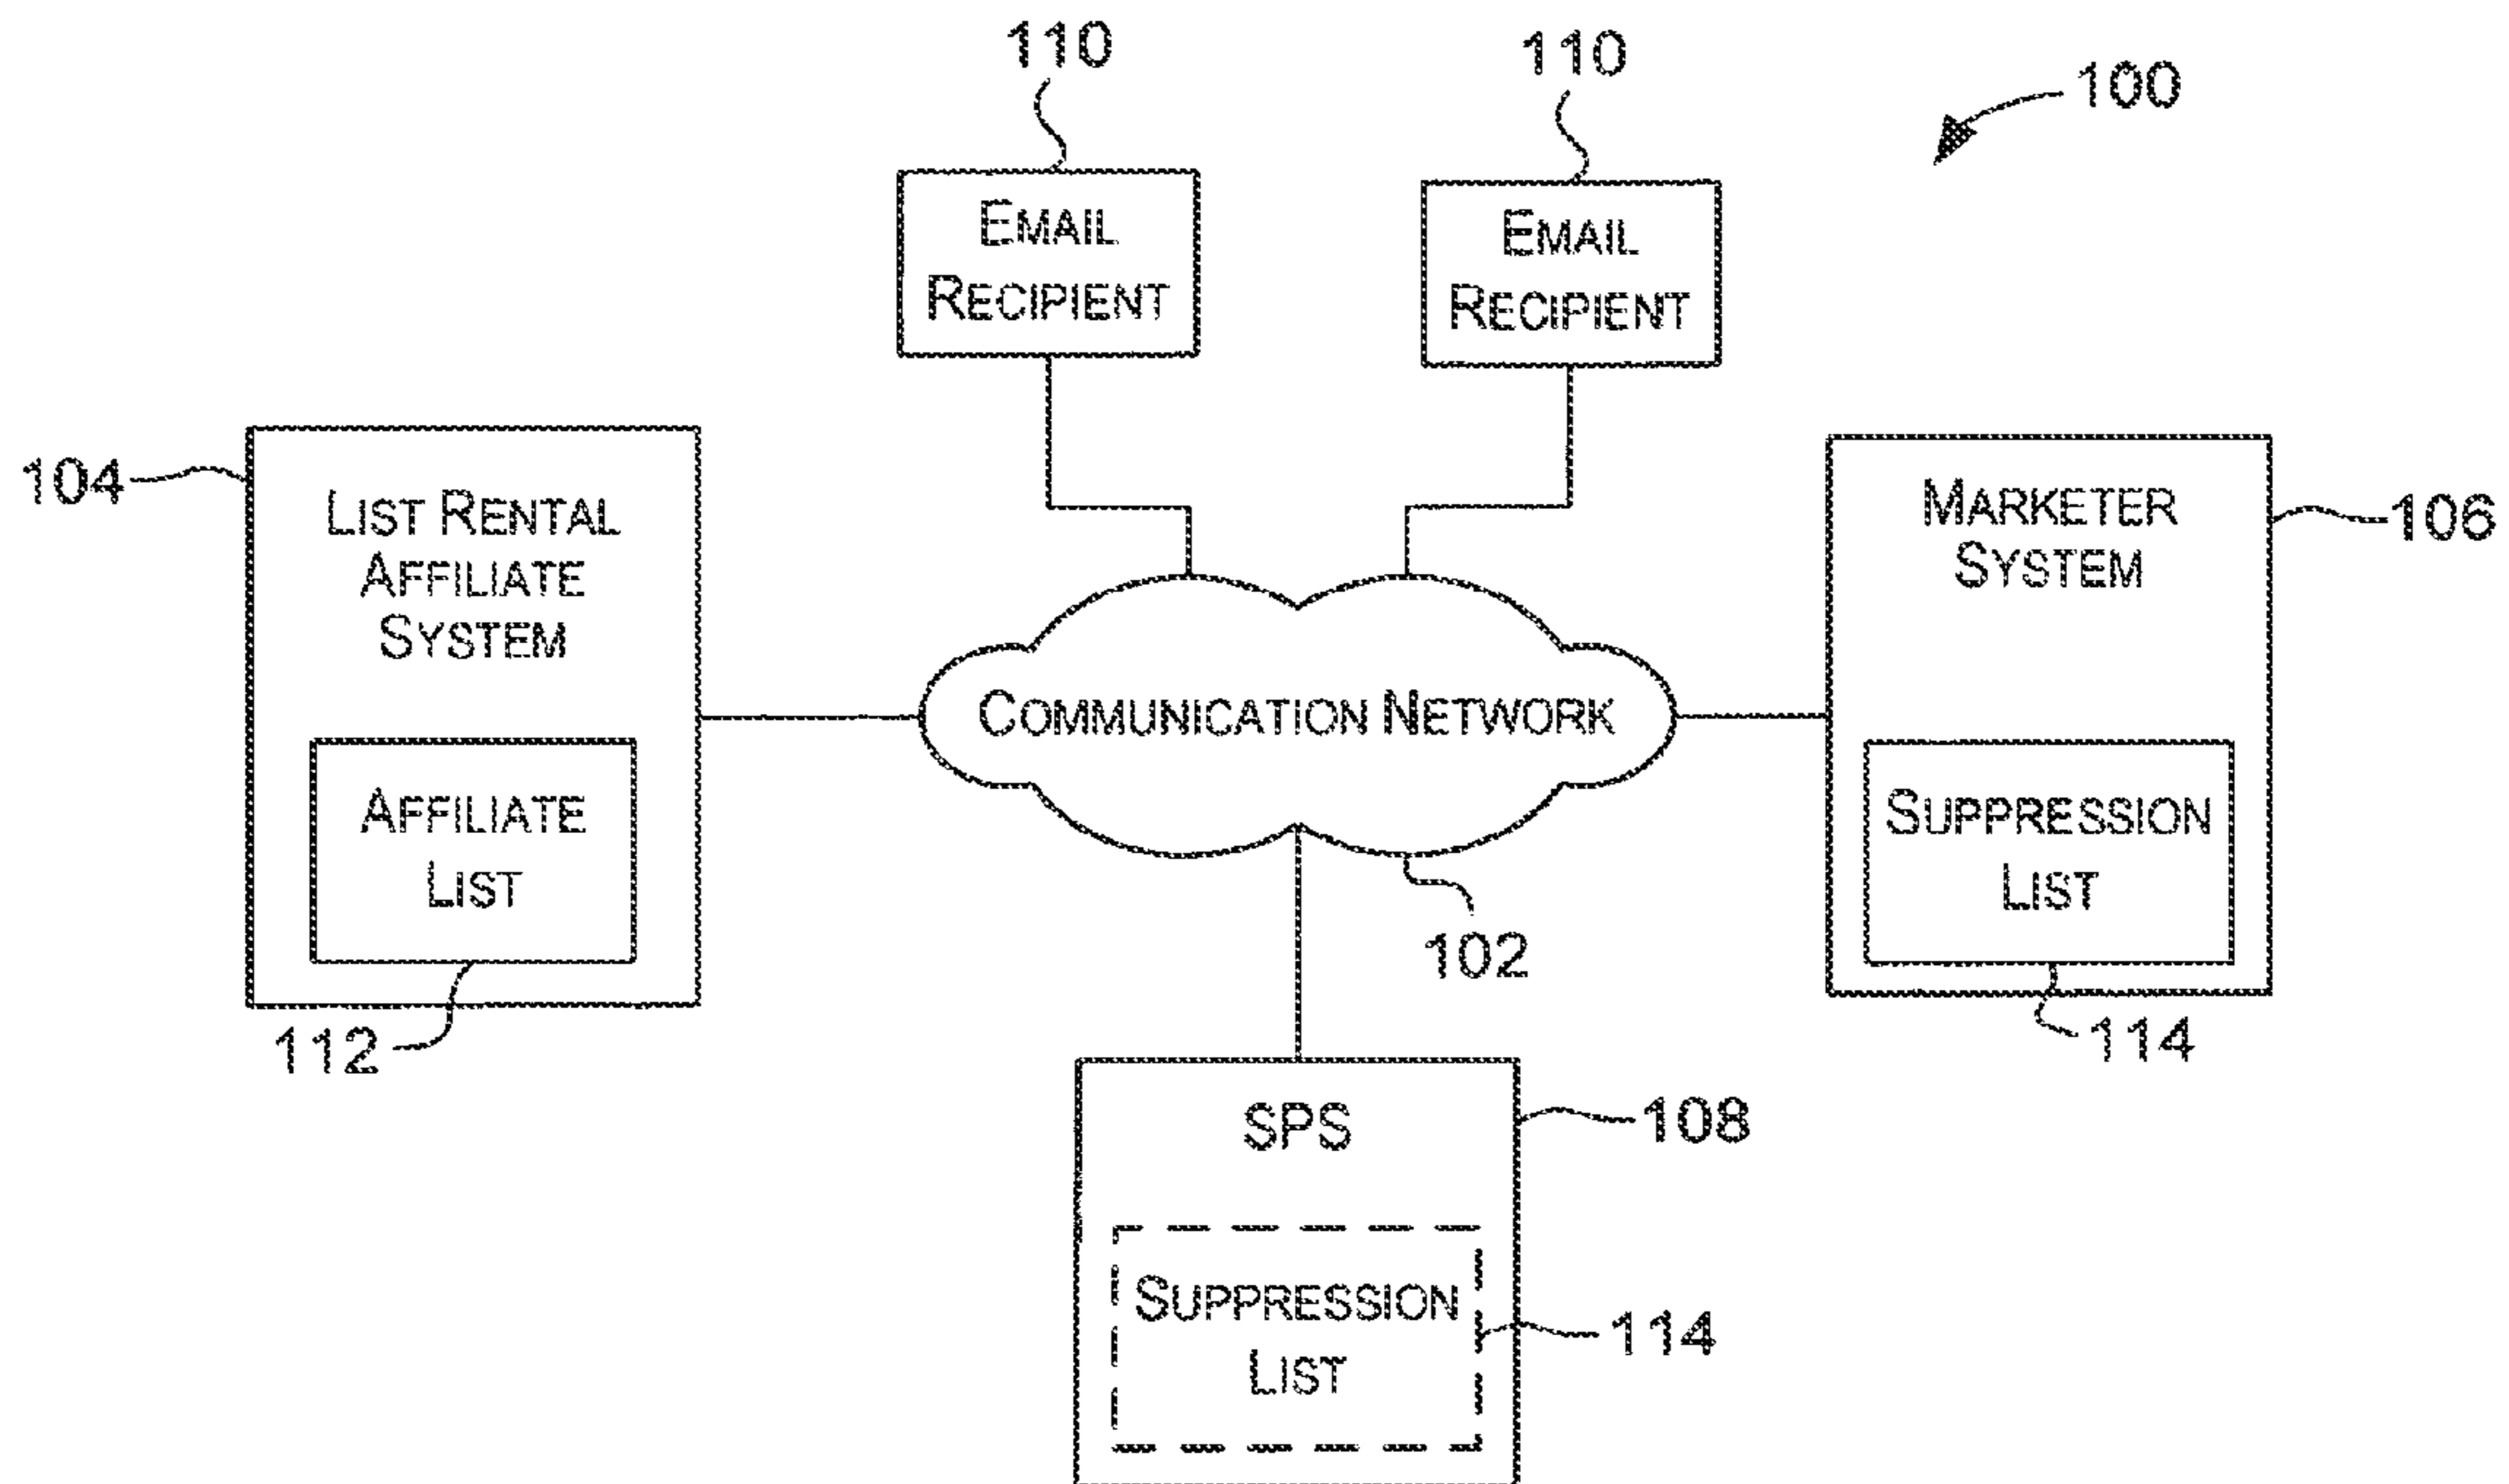 110
110
100
EMAIL
RECIPIENT
EMAIL
RECIPIENT
104
LIST RENTAL
AFFILIATE
SYSTEM
MARKETER
SYSTEM
106
COMMUNICATION NETWORK
AFFILIATE
LIST
SUPPRESSION
LIST
102
112
114
SPS
108
SUPPRESSION
LIST
114